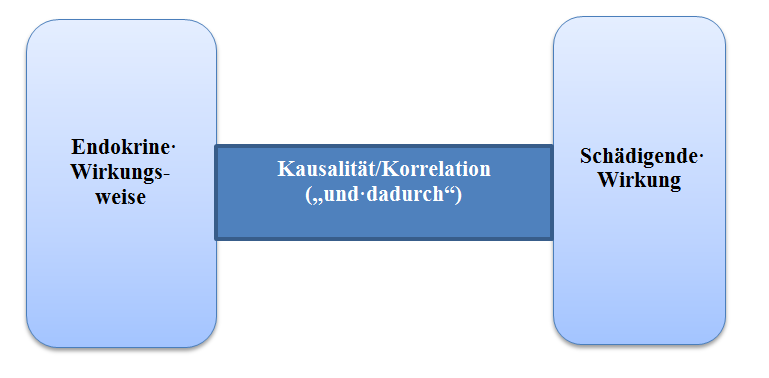 Endokrine·
Wirkungs-
weise
Kausalität/Korrelation
(„und·dadurch“)
Schädigende·
Wirkung